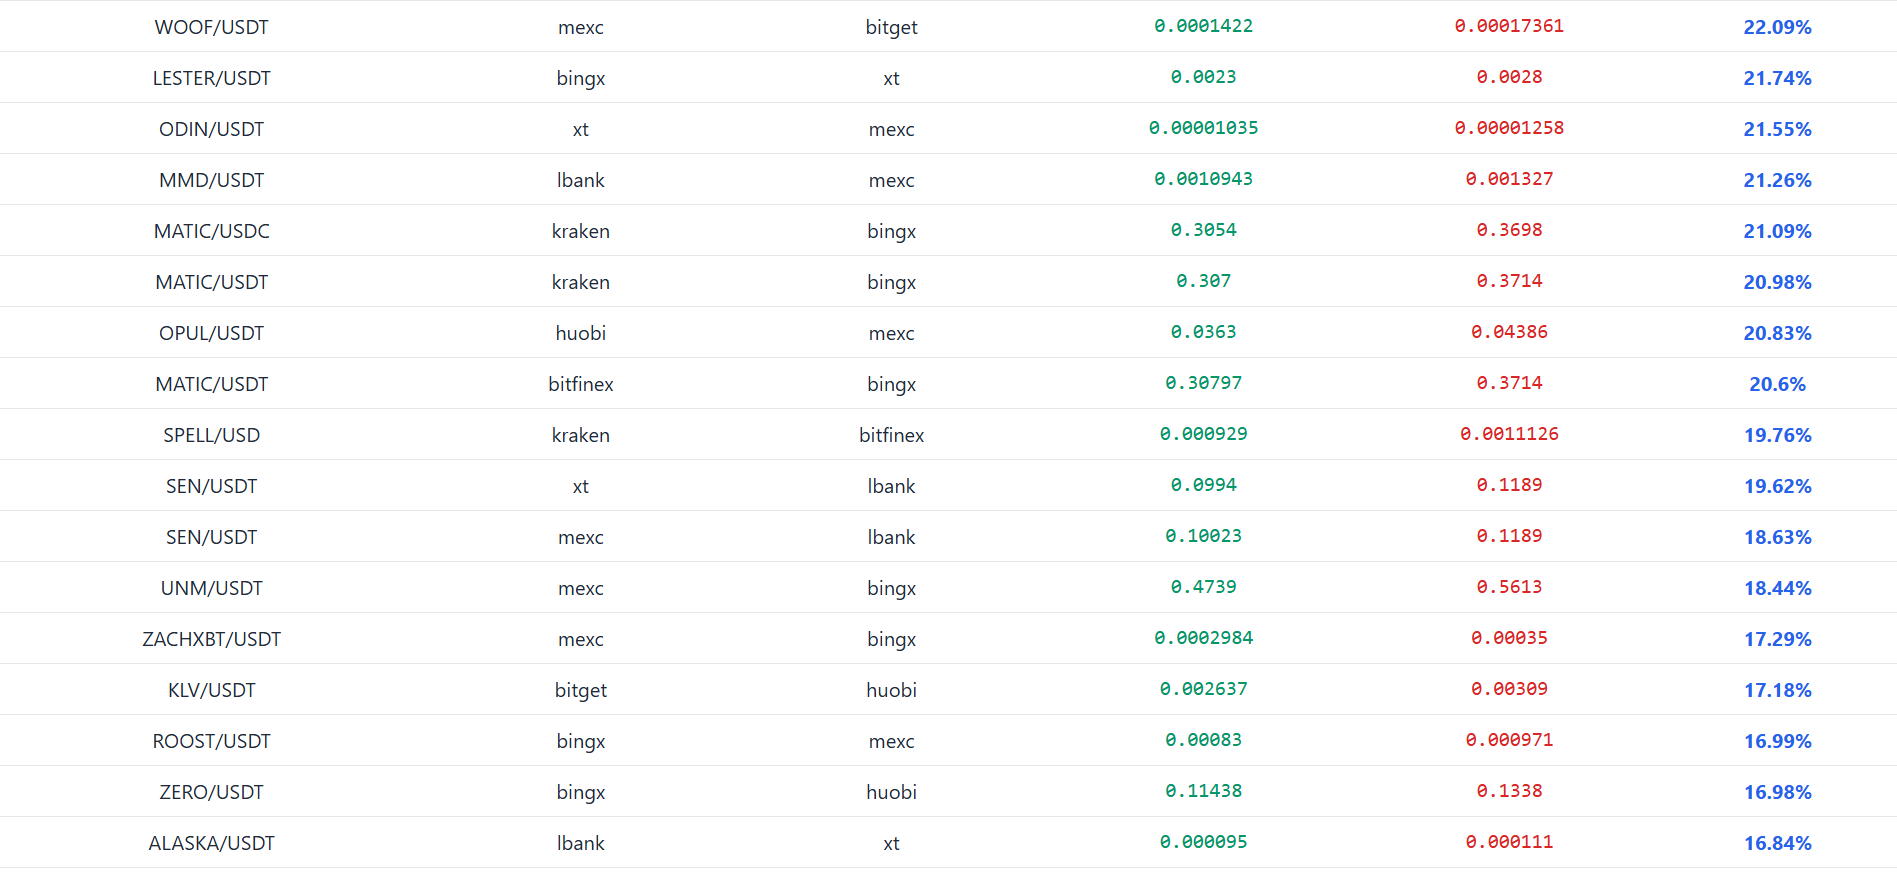 WOOF/USDT mexc bitget 0.0001422 0.00017361 22.09%
LESTER/USDT bingx xt 0.0023 0.0028 21.74%
ODIN/USDT xt mexc 0.00001035 0.00001258 21.55%
MMD/USDT lbank mexc 0.0010943 0.001327 21.26%
MATIC/USDC kraken bingx 0.3054 0.3698 21.09%
MATIC/USDT kraken bingx 0.307 0.3714 20.98%
OPUL/USDT huobi mexc 0.0363 0.04386 20.83%
MATIC/USDT bitfinex bingx 0.30797 0.3714 20.6%
SPELL/USD kraken bitfinex 0.000929 0.0011126 19.76%
SEN/USDT xt lbank 0.0994 0.1189 19.62%
SEN/USDT mexc lbank 0.10023 0.1189 18.63%
UNM/USDT mexc bingx 0.4739 0.5613 18.44%
ZACHXBT/USDT mexc bingx 0.0002984 0.00035 17.29%
KLV/USDT bitget huobi 0.002637 0.00309 17.18%
ROOST/USDT bingx mexc 0.00083 0.000971 16.99%
ZERO/USDT bingx huobi 0.11438 0.1338 16.98%
ALASKA/USDT lbank xt 0.000095 0.000111 16.84%